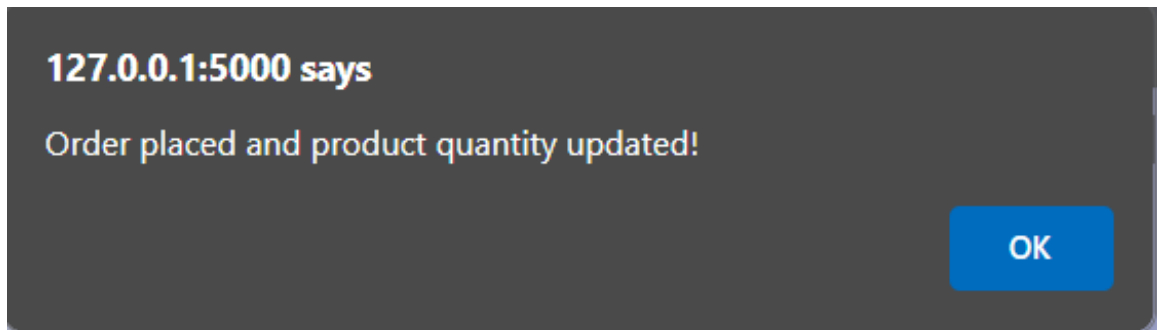 127.0.0.1:5000 says
Order placed and product quantity updated!
OK